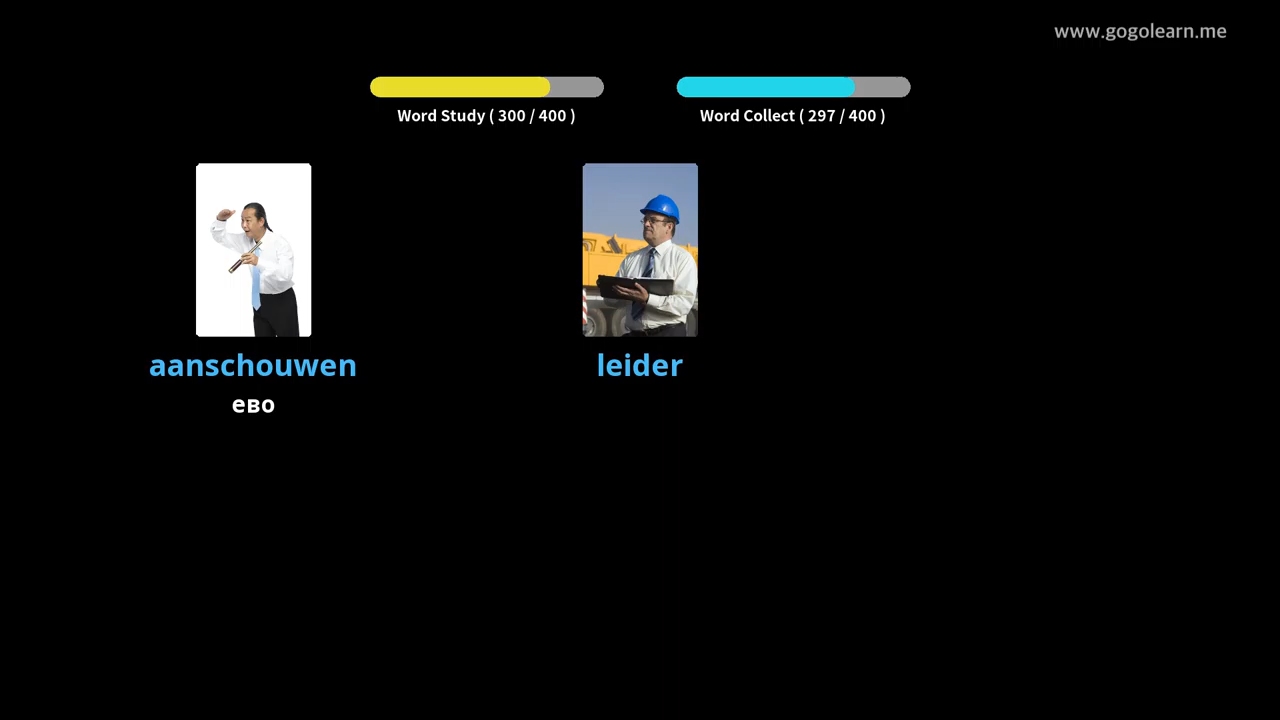 www.gogolearn.me
Word Study ( 300 / 400 )
Word Collect ( 297 / 400 )
aanschouwen
leider
ево